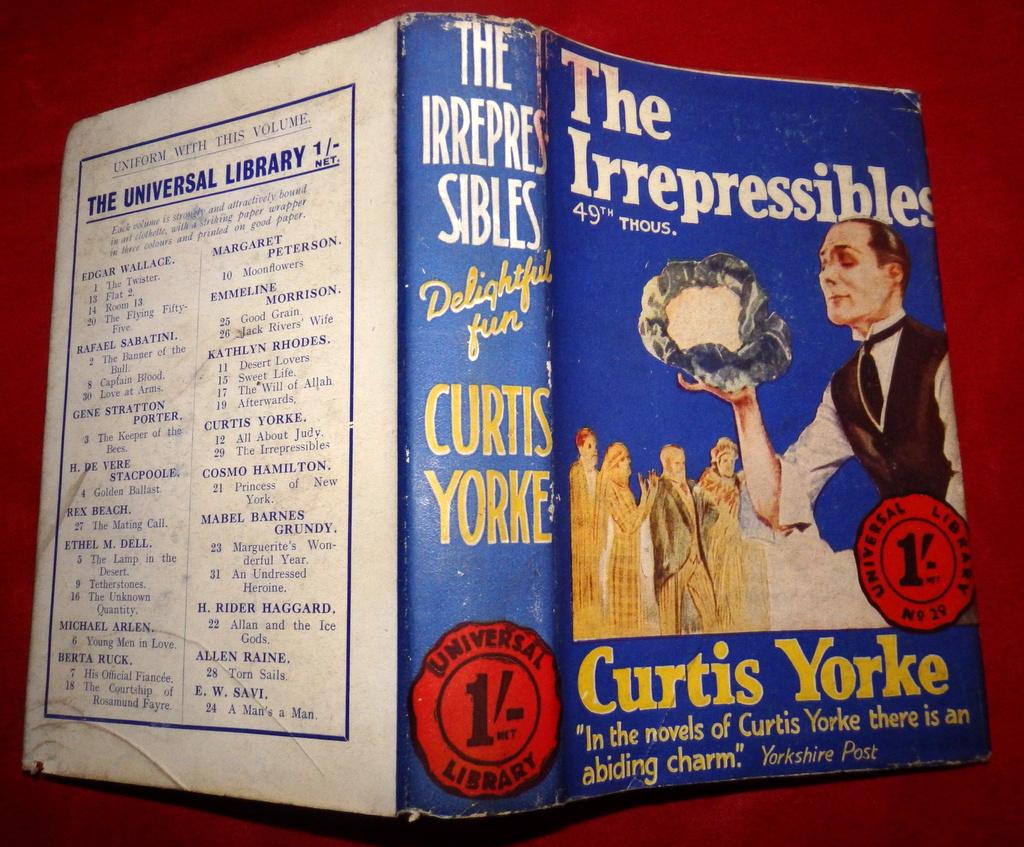 UNIFORM WITH THIS VOLUME.
THE UNIVERSAL LIBRARY 1/- NET.
Each volume is strongly and attractively bound
in art clothette, with a striking paper wrapper
in three colours and printed on good paper.
EDGAR WALLACE.
1 The Twister.
13 Flat 2.
14 Room 13.
20 The Flying Fifty-
Five.
RAFAEL SABATINI.
2 The Banner of the
Bull.
8 Captain Blood.
30 Love at Arms.
GENE STRATTON
PORTER.
3 The Keeper of the
Bees.
H. DE VERE
STACPOOLE.
4 Golden Ballast.
REX BEACH.
27 The Mating Call.
ETHEL M. DELL.
5 The Lamp in the
Desert.
9 Tetherstones.
16 The Unknown
Quantity.
MICHAEL ARLEN.
6 Young Men in Love.
BERTA RUCK.
7 His Official Fiancée.
18 The Courtship of
Rosamund Fayre.
MARGARET
PETERSON.
10 Moonflowers
EMMELINE
MORRISON.
25 Good Grain.
26 Jack Rivers' Wife
KATHLYN RHODES.
11 Desert Lovers
15 Sweet Life.
17 The Will of Allah
19 Afterwards.
CURTIS YORKE.
12 All About Judy.
29 The Irrepressibles
COSMO HAMILTON.
21 Princess of New
York.
MABEL BARNES
GRUNDY.
23 Marguerite's Won-
derful Year.
31 An Undressed
Heroine.
H. RIDER HAGGARD.
22 Allan and the Ice
Gods.
ALLEN RAINE.
28 Torn Sails.
E. W. SAVI.
24 A Man's a Man.
THE
IRREPRES
SIBLES
Delightful
fun
CURTIS
YORKE
UNIVERSAL
1/-
NET
LIBRARY
The
Irrepressibles
49TH THOUS.
UNIVERSAL LIBRARY
1/-
NET
No 29
Curtis Yorke
"In the novels of Curtis Yorke there is an
abiding charm." Yorkshire Post